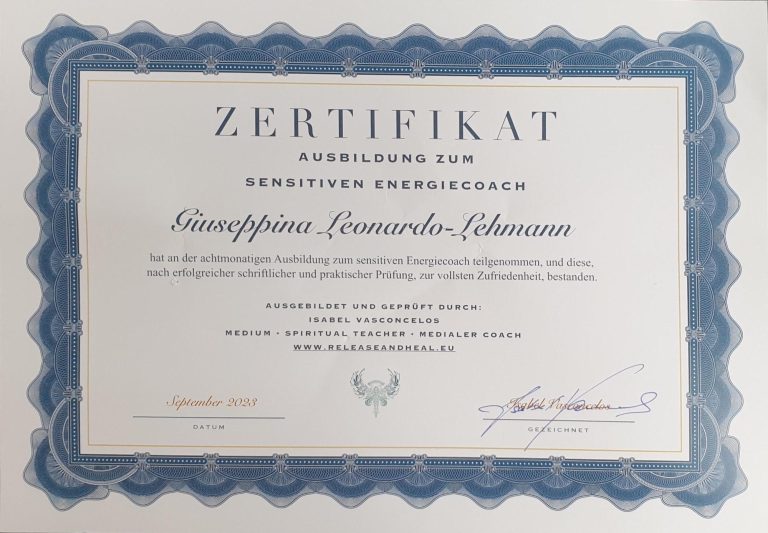 ZERTIFIKAT
AUSBILDUNG ZUM
SENSITIVEN ENERGIECOACH
Giuseppina Leonardo-Lehmann
hat an der achtmonatigen Ausbildung zum sensitiven Energiecoach teilgenommen, und diese,
nach erfolgreicher schriftlicher und praktischer Prüfung, zur vollsten Zufriedenheit, bestanden.
AUSGEBILDET UND GEPRÜFT DURCH:
ISABEL VASCONCELOS
MEDIUM • SPIRITUAL TEACHER • MEDIALER COACH
WWW.RELEASEANDHEAL.EU
September 2023
Isabel Vasconcelos
DATUM
GEZEICHNET